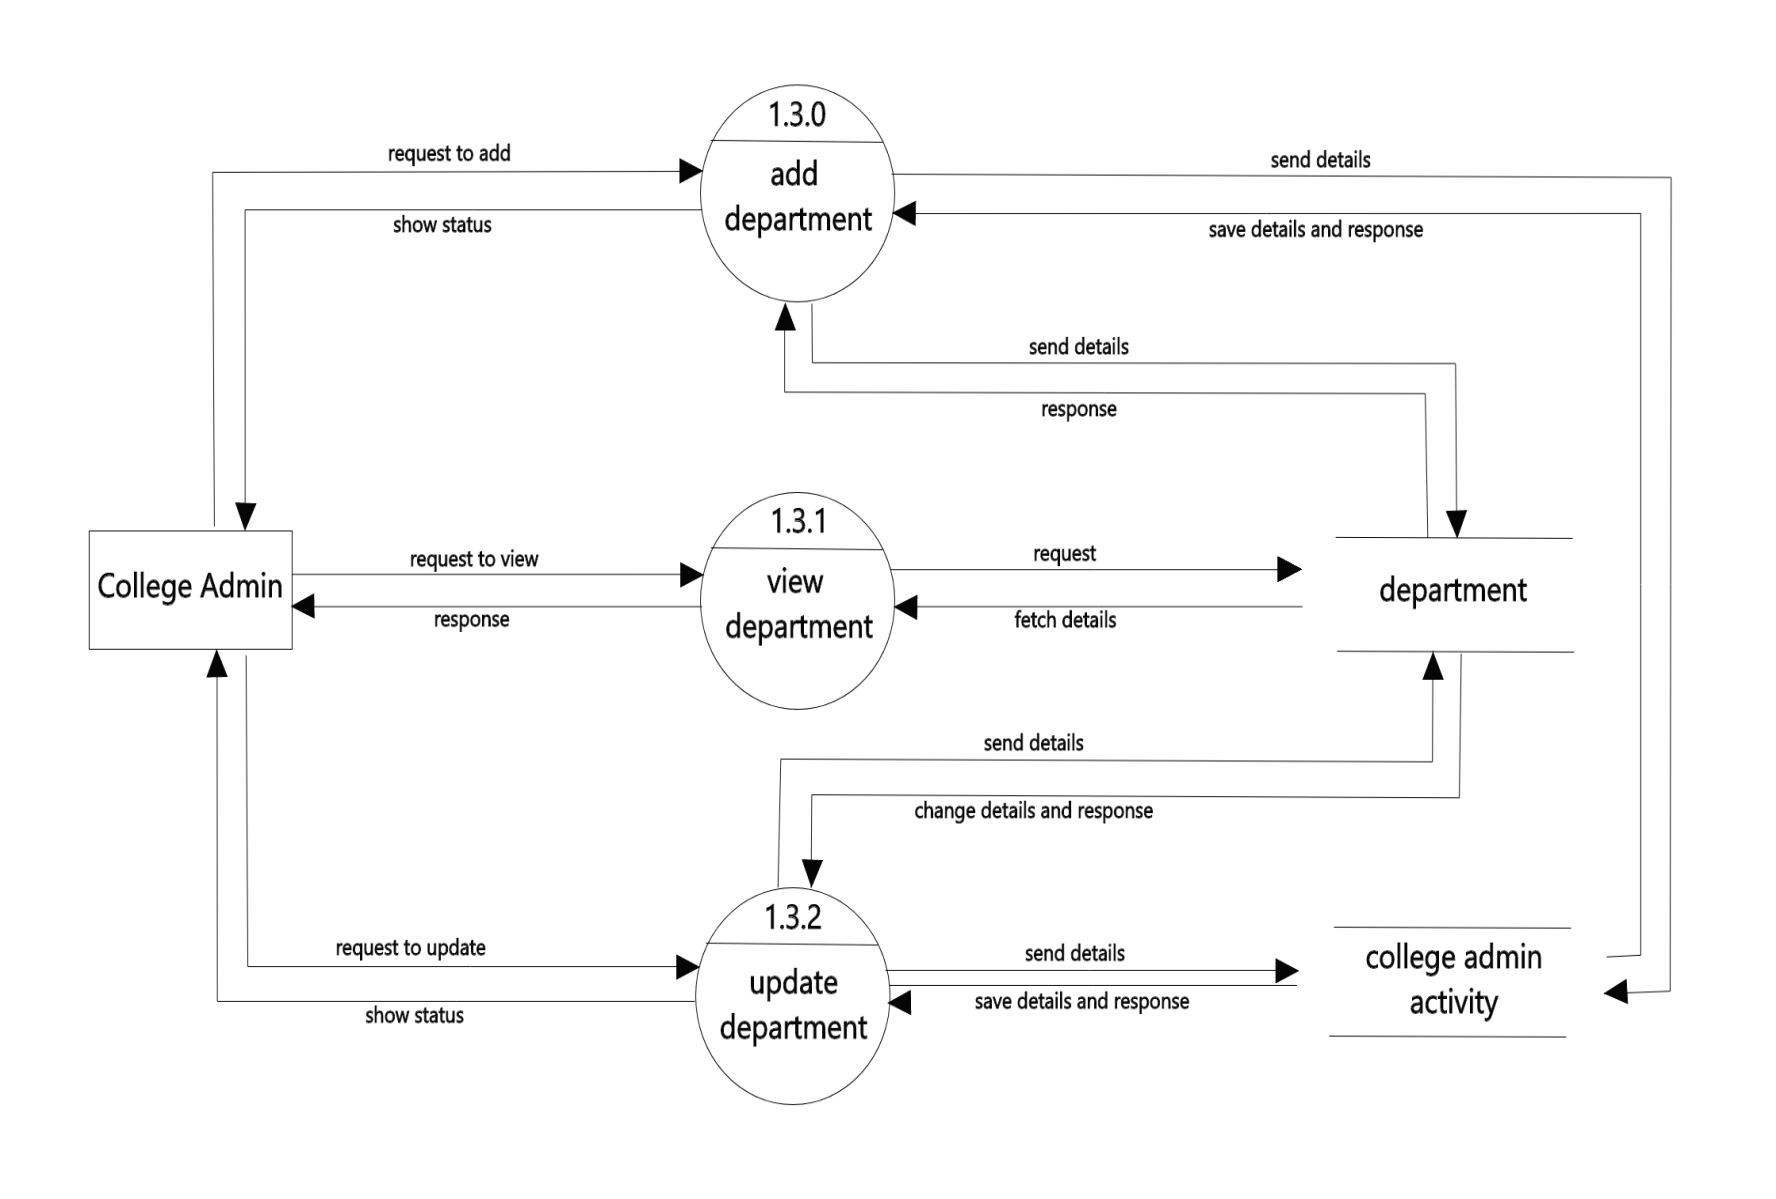 1.3.0
add
department
request to add
show status
send details
save details and response
send details
response
College Admin
request to view
response
1.3.1
view
department
request
fetch details
department
send details
change details and response
1.3.2
update
department
request to update
show status
send details
save details and response
college admin
activity